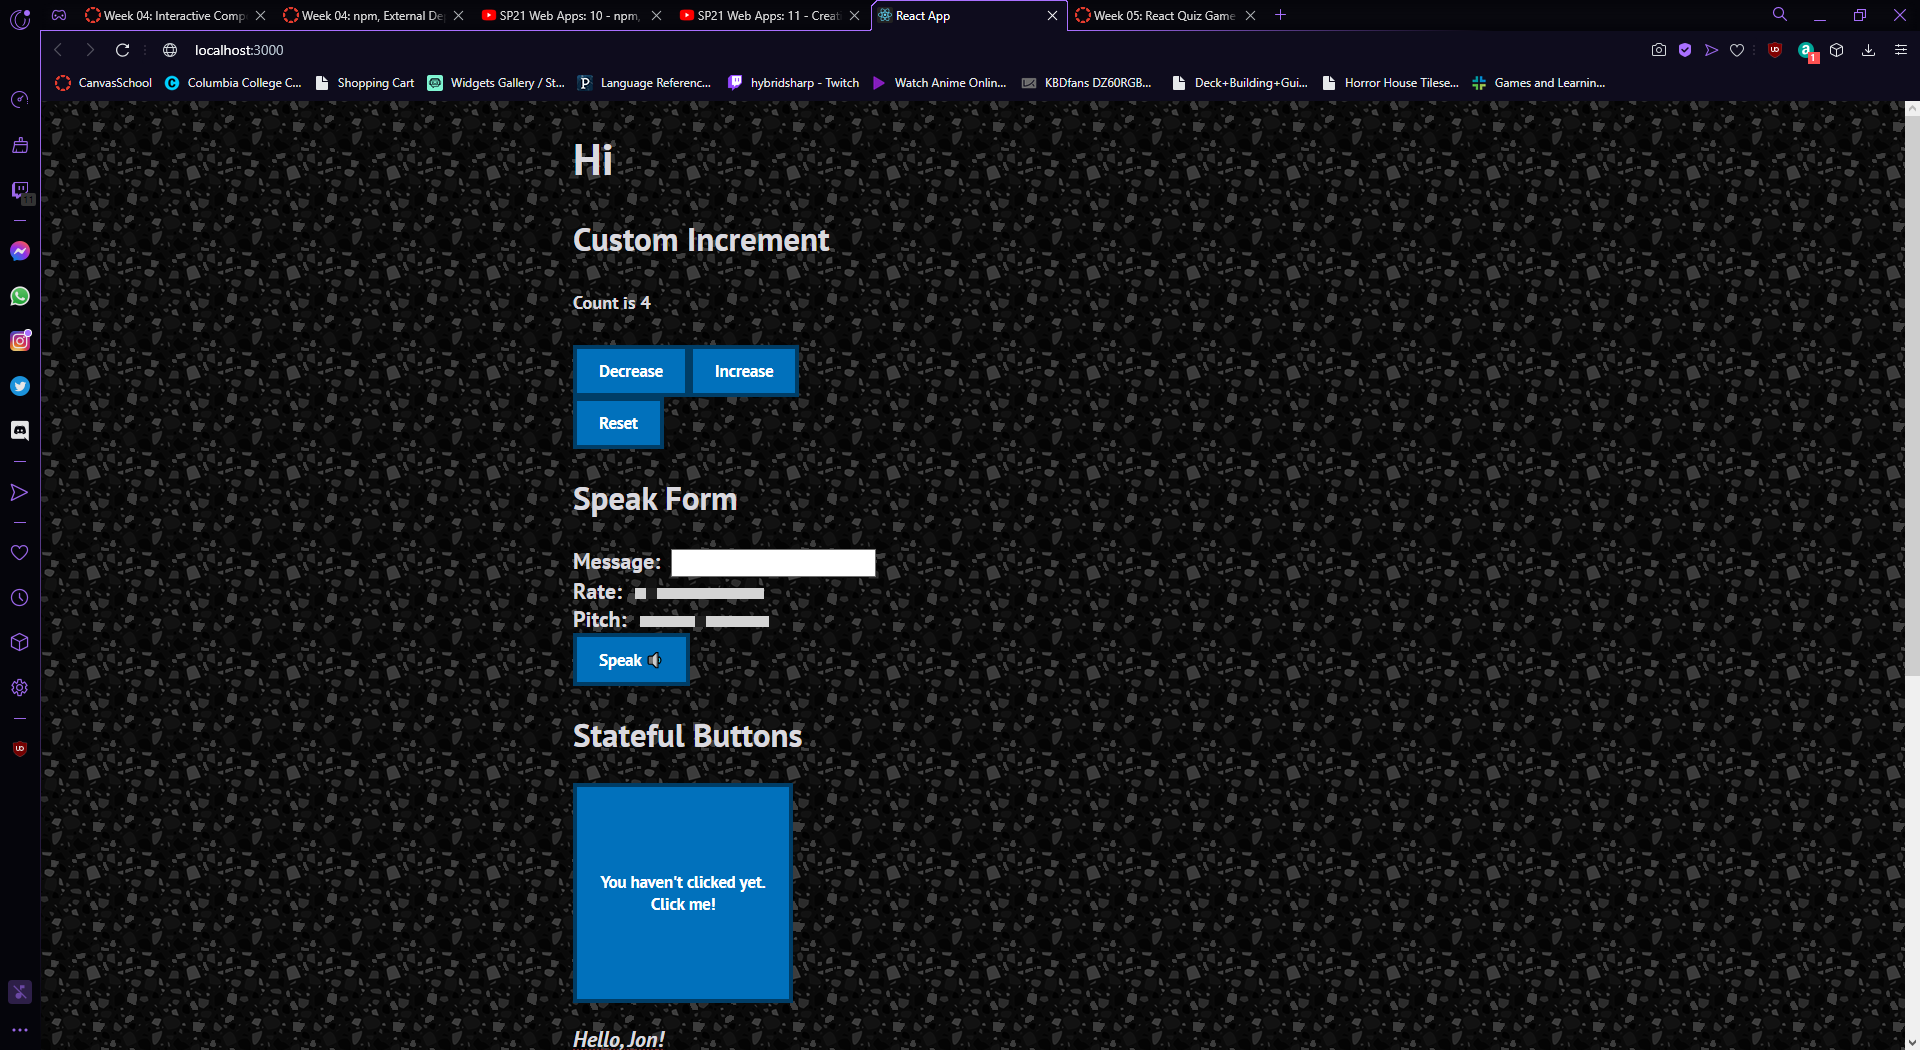 Week 04: Interactive Comp
Week 04: npm, External De
SP21 Web Apps: 10 - npm,
SP21 Web Apps: 11 - Creati
React App
Week 05: React Quiz Game
localhost:3000
CanvasSchool
Columbia College C...
Shopping Cart
Widgets Gallery / St...
Language Referenc...
hybridsharp - Twitch
Watch Anime Onlin...
KBDfans DZ60RGB...
Deck+Building+Gui...
Horror House Tilese...
Games and Learnin...
1
11
Hi
Custom Increment
Count is 4
Decrease
Increase
Reset
Speak Form
Message:
Rate:
Pitch:
Speak 🔈
Stateful Buttons
You haven't clicked yet.
Click me!
Hello, Jon!